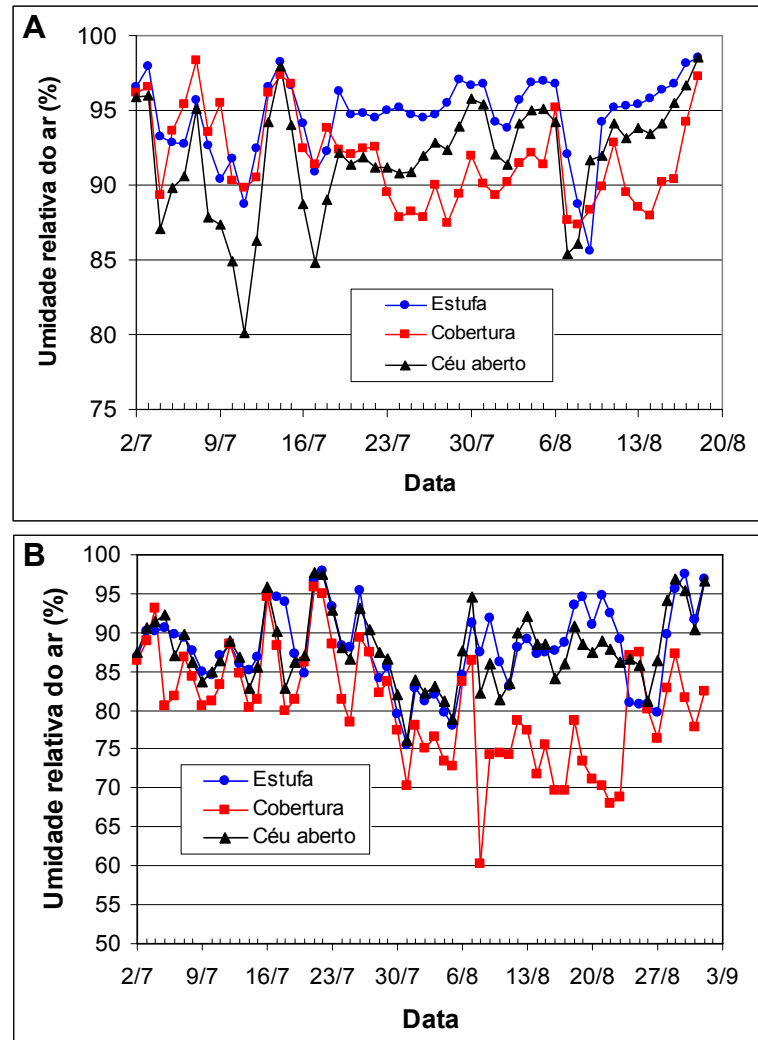 A
Umidade relativa do ar (%)
100
95
90
85
80
75
Estufa
Cobertura
Céu aberto
2/7 9/7 16/7 23/7 30/7 6/8 13/8 20/8
Data
B
Umidade relativa do ar (%)
100
95
90
85
80
75
70
65
60
55
50
Estufa
Cobertura
Céu aberto
2/7 9/7 16/7 23/7 30/7 6/8 13/8 20/8 27/8 3/9
Data